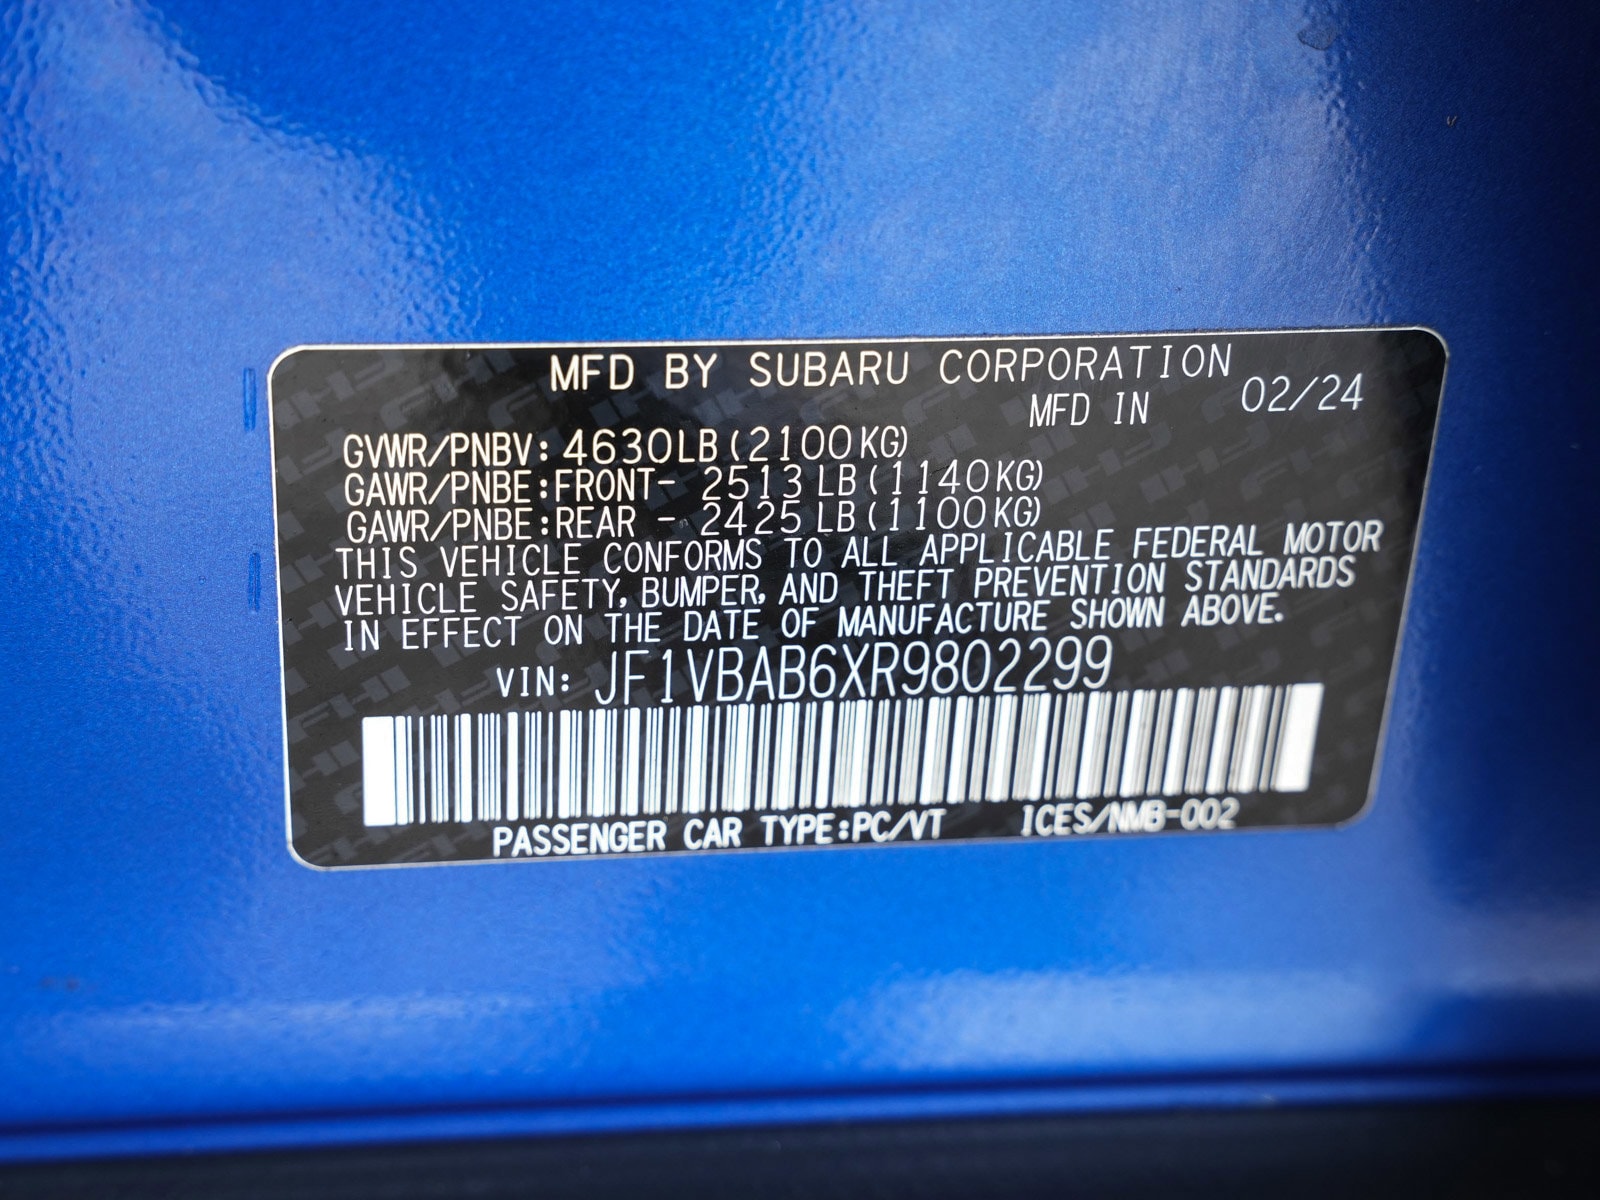 MFD BY SUBARU CORPORATION
MFD IN 02/24
GVWR/PNBV: 4630LB (2100KG)
GAWR/PNBE:FRONT- 2513 LB (1140KG)
GAWR/PNBE:REAR - 2425 LB (1100KG)
THIS VEHICLE CONFORMS TO ALL APPLICABLE FEDERAL MOTOR
VEHICLE SAFETY, BUMPER, AND THEFT PREVENTION STANDARDS
IN EFFECT ON THE DATE OF MANUFACTURE SHOWN ABOVE.
VIN: JF1VBAB6XR9802299
PASSENGER CAR TYPE:PC/VT ICES/NMB-002